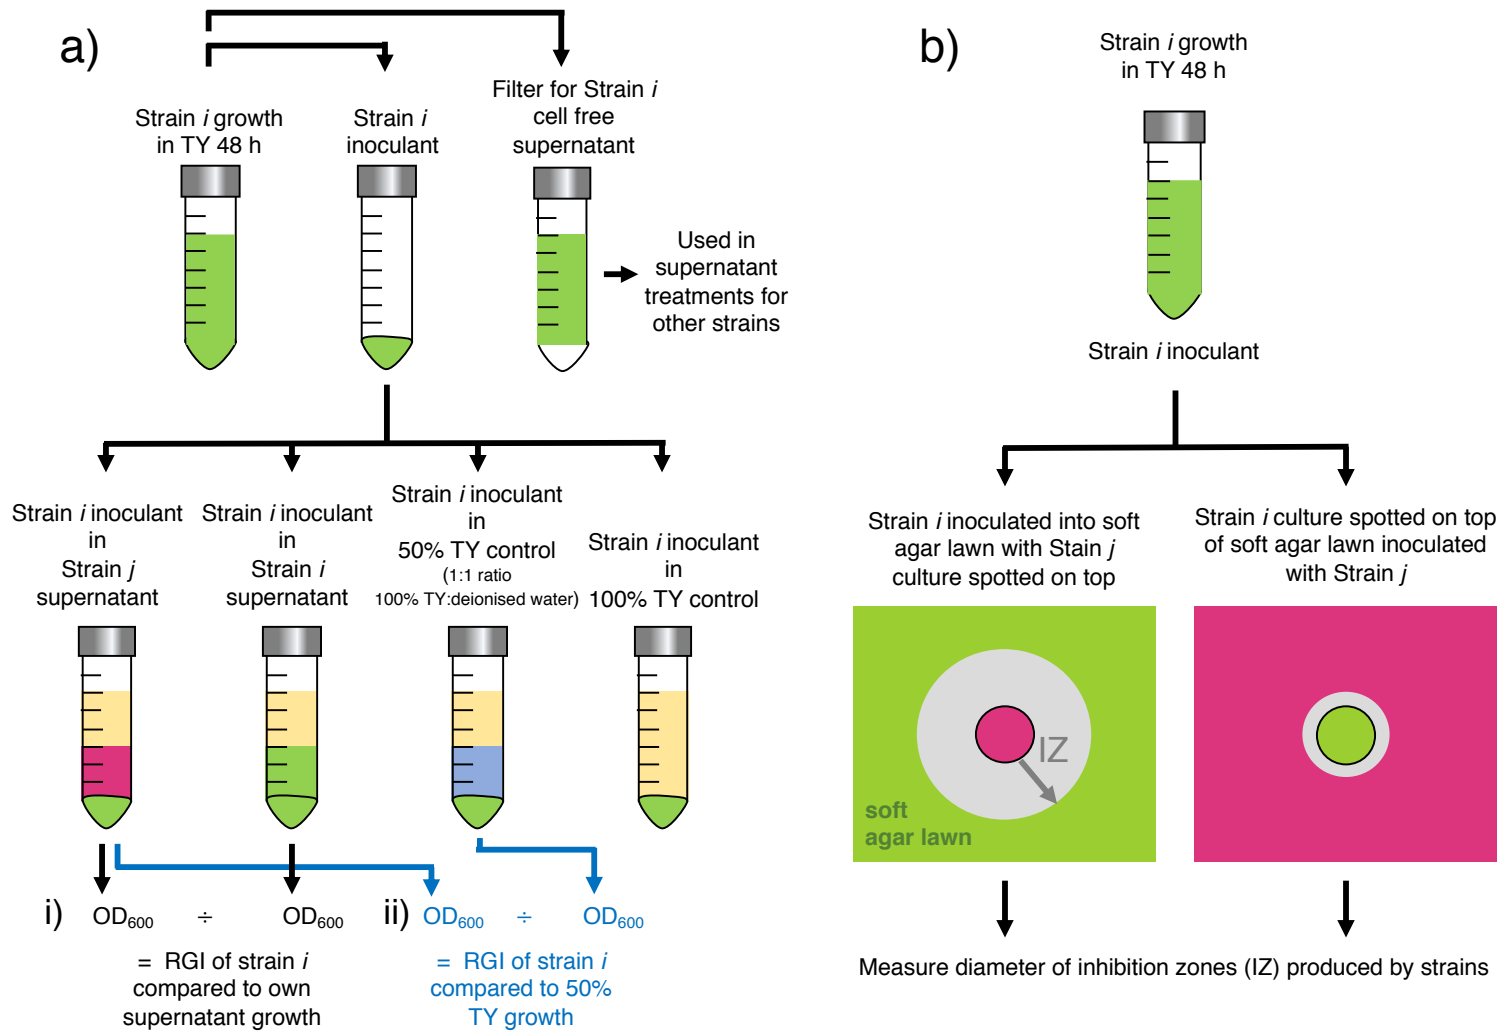 a)
Strain i growth
in TY 48 h
Strain i
inoculant
Filter for Strain i
cell free
supernatant
Used in
supernatant
treatments for
other strains
Strain i inoculant
in
Strain j
supernatant
Strain i inoculant
in
Strain i
supernatant
Strain i inoculant
in
50% TY control
(1:1 ratio
100% TY:deionised water)
Strain i inoculant
in
100% TY control
i) OD600 ÷ OD600
= RGI of strain i
compared to own
supernatant growth
ii) OD600 ÷ OD600
= RGI of strain i
compared to 50%
TY growth
b)
Strain i growth
in TY 48 h
Strain i inoculant
Strain i inoculated into soft
agar lawn with Stain j
culture spotted on top
Strain i culture spotted on top
of soft agar lawn inoculated
with Strain j
IZ
soft
agar lawn
Measure diameter of inhibition zones (IZ) produced by strains